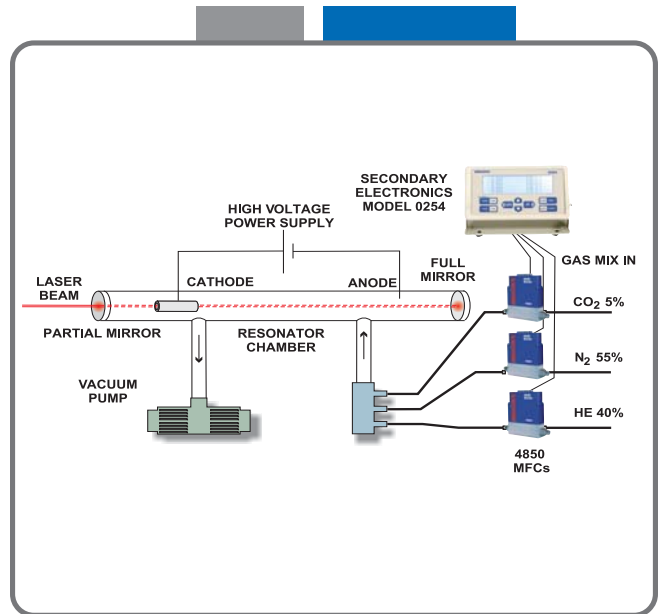 SECONDARY
ELECTRONICS
MODEL 0254
HIGH VOLTAGE
POWER SUPPLY
GAS MIX IN
FULL
MIRROR
LASER
BEAM
CATHODE
ANODE
CO₂ 5%
PARTIAL MIRROR
RESONATOR
CHAMBER
N₂ 55%
VACUUM
PUMP
HE 40%
4850
MFCs